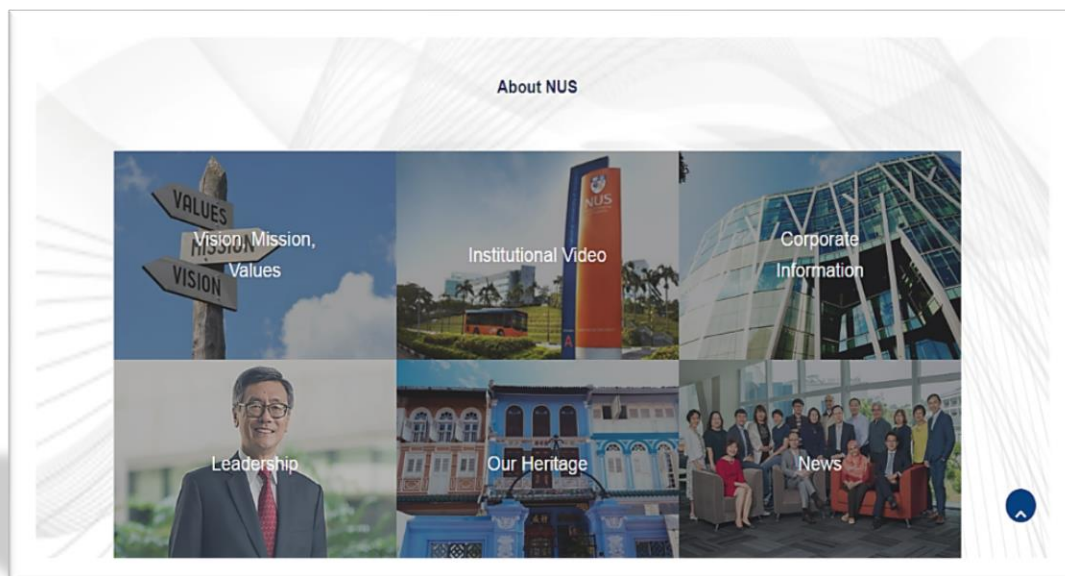 About NUS
VALUES
MISSION
VISION
Vision, Mission,
Values
NUS
Institutional Video
A
Corporate
Information
Leadership
Our Heritage
News